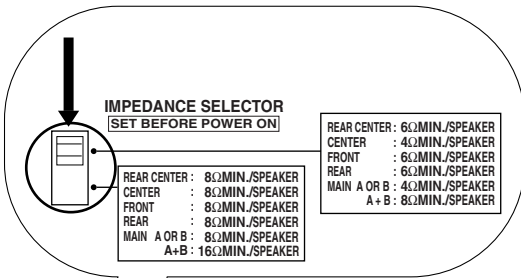 IMPEDANCE SELECTOR
SET BEFORE POWER ON
REAR CENTER : 6ΩMIN./SPEAKER
CENTER : 4ΩMIN./SPEAKER
FRONT : 6ΩMIN./SPEAKER
REAR : 6ΩMIN./SPEAKER
MAIN A OR B : 4ΩMIN./SPEAKER
A + B : 8ΩMIN./SPEAKER
REAR CENTER : 8ΩMIN./SPEAKER
CENTER : 8ΩMIN./SPEAKER
FRONT : 8ΩMIN./SPEAKER
REAR : 8ΩMIN./SPEAKER
MAIN A OR B : 8ΩMIN./SPEAKER
A+B : 16ΩMIN./SPEAKER